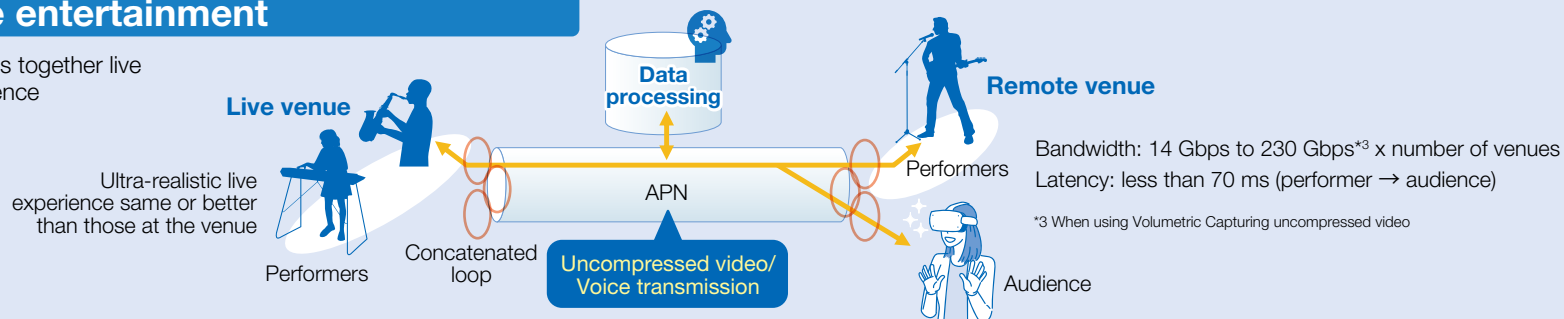 entertainment
s together live
ence
Live venue
Ultra-realistic live
experience same or better
than those at the venue
Performers
Concatenated
loop
Data
processing
APN
Uncompressed video/
Voice transmission
Remote venue
Performers
Audience
Bandwidth: 14 Gbps to 230 Gbps*3 x number of venues
Latency: less than 70 ms (performer → audience)
*3 When using Volumetric Capturing uncompressed video